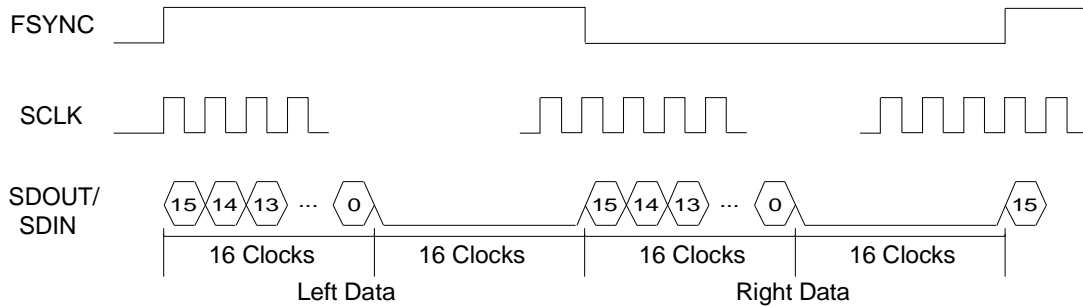 FSYNC
SCLK
SDOUT/
SDIN
15 14 13 ... 0 15 14 13 ... 0 15
16 Clocks 16 Clocks 16 Clocks 16 Clocks
Left Data Right Data